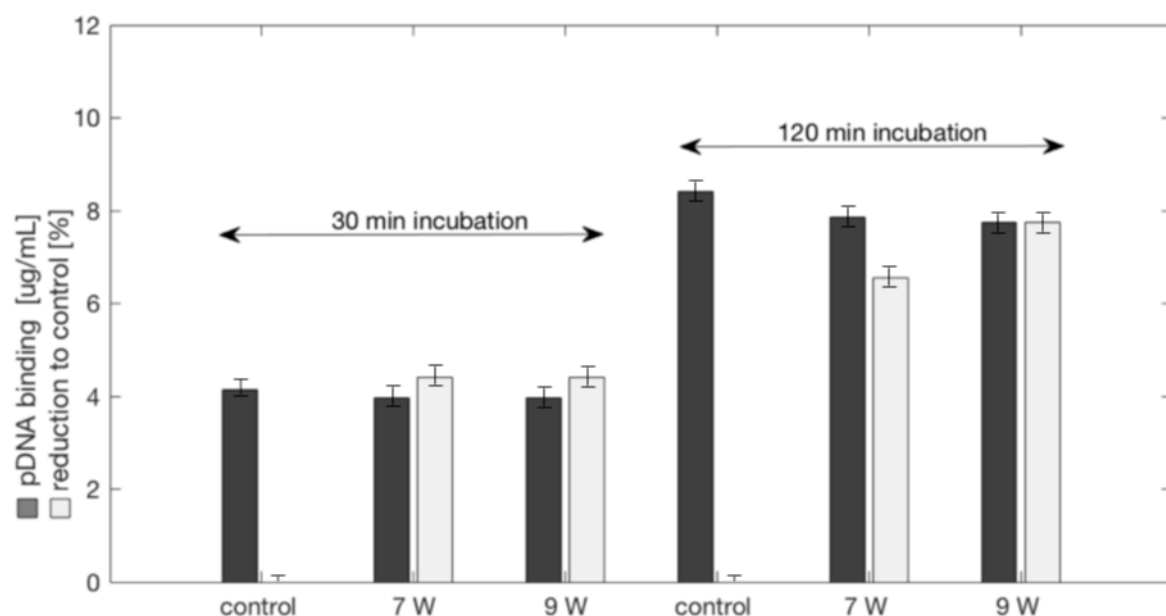 12
10
8
6
4
2
0
pDNA binding [ug/mL]
reduction to control [%]
30 min incubation
120 min incubation
control
7 W
9 W
control
7 W
9 W